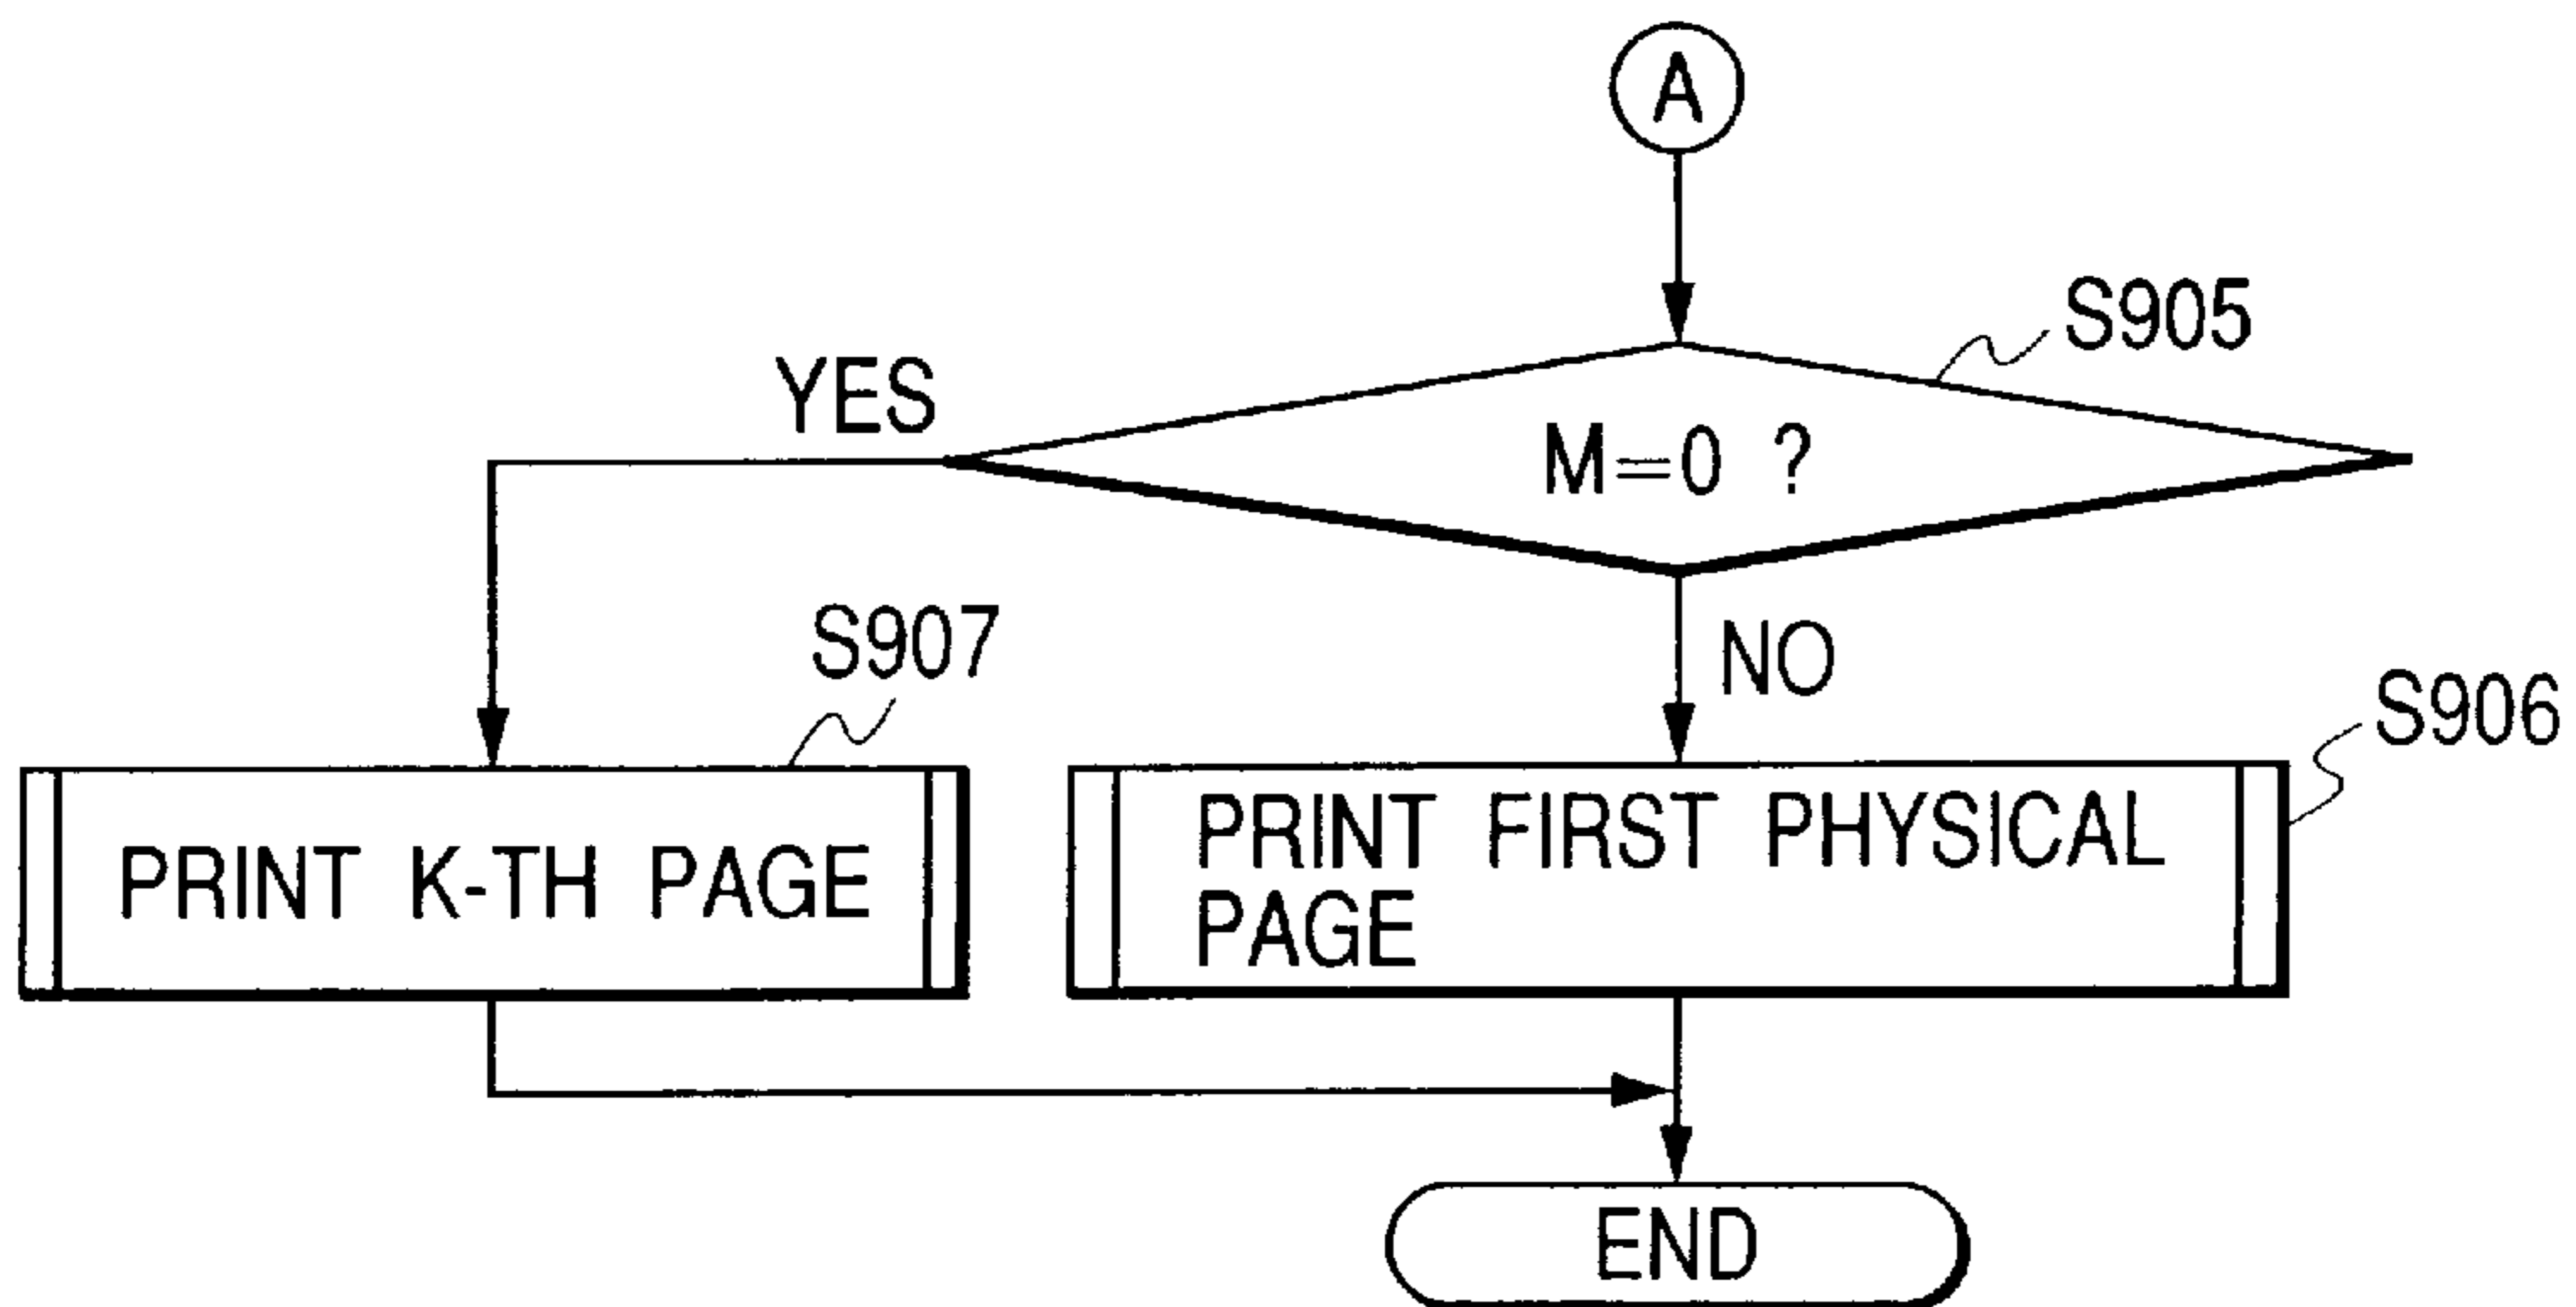 A
S905
YES
M=0 ?
S907
NO
S906
PRINT K-TH PAGE
PRINT FIRST PHYSICAL
PAGE
END